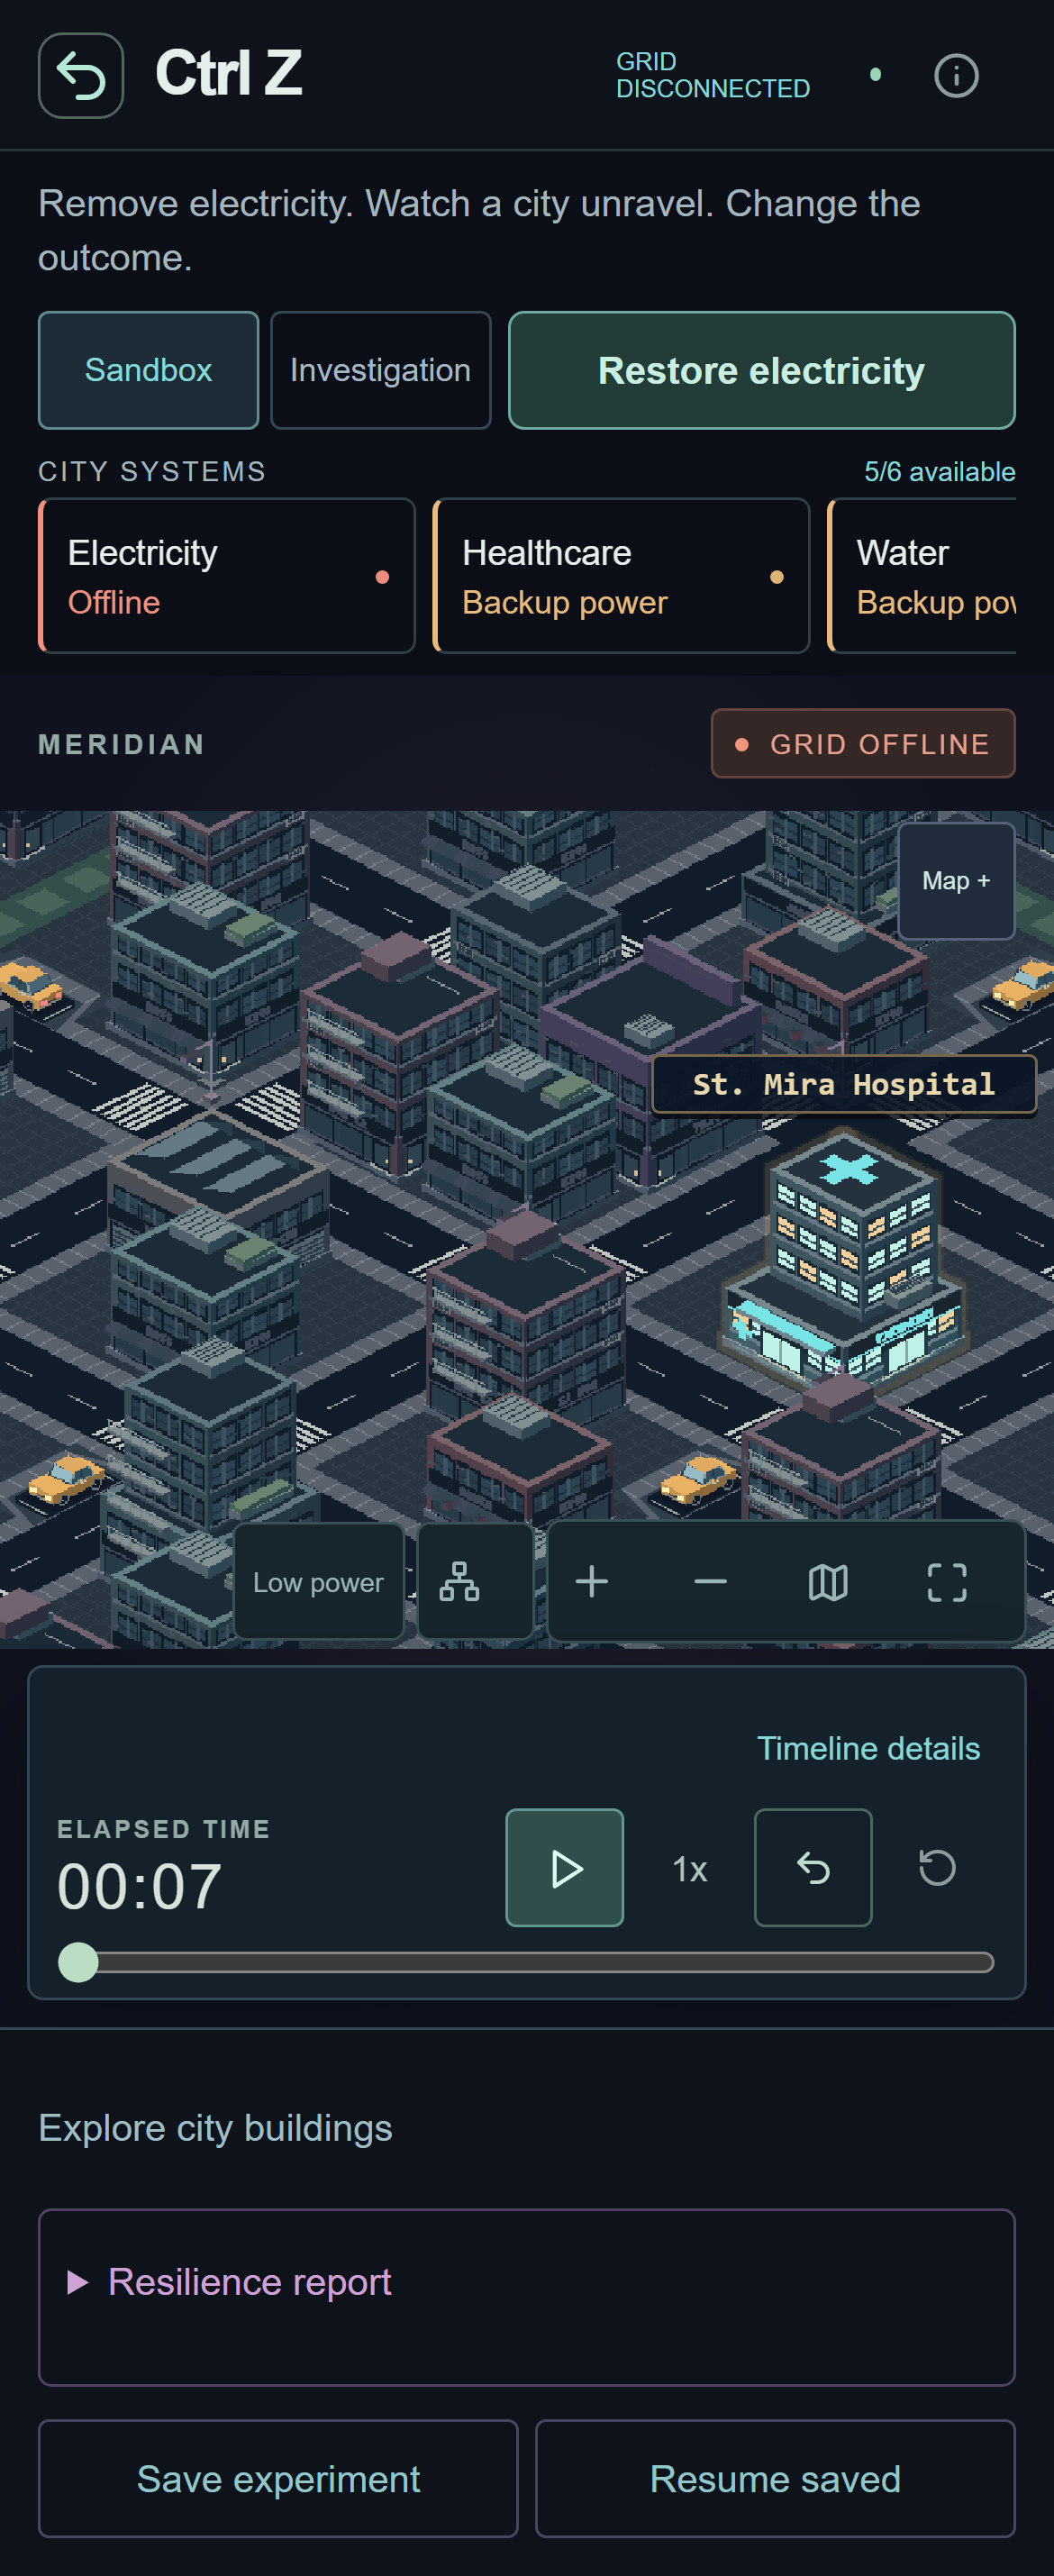 Ctrl Z
GRID
DISCONNECTED
Remove electricity. Watch a city unravel. Change the
outcome.
Sandbox
Investigation
Restore electricity
CITY SYSTEMS
5/6 available
Electricity
Offline
Healthcare
Backup power
Water
Backup pow
MERIDIAN
GRID OFFLINE
Map +
St. Mira Hospital
Low power
Timeline details
ELAPSED TIME
00:07
1x
Explore city buildings
Resilience report
Save experiment
Resume saved